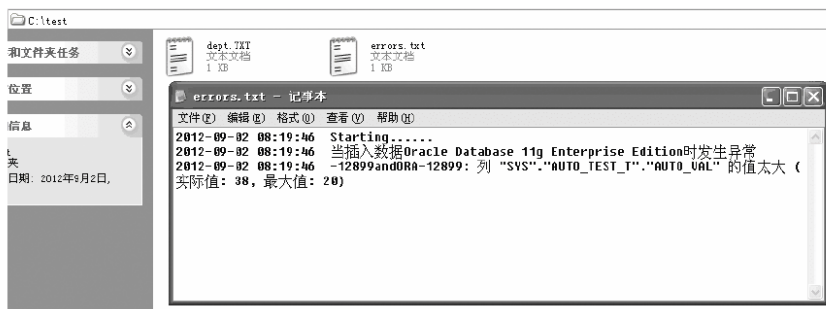 C:\test
和文件夹任务
dept.TXT
文本文档
1 KB
errors.txt
文本文档
1 KB
位置
信息
夹
日期: 2012年9月2日,
errors.txt - 记事本
文件(F) 编辑(E) 格式(O) 查看(V) 帮助(H)
2012-09-02 08:19:46 Starting......
2012-09-02 08:19:46 当插入数据Oracle Database 11g Enterprise Edition时发生异常
2012-09-02 08:19:46 -12899andORA-12899: 列 "SYS"."AUTO_TEST_T"."AUTO_VAL" 的值太大 (
实际值: 38, 最大值: 20)